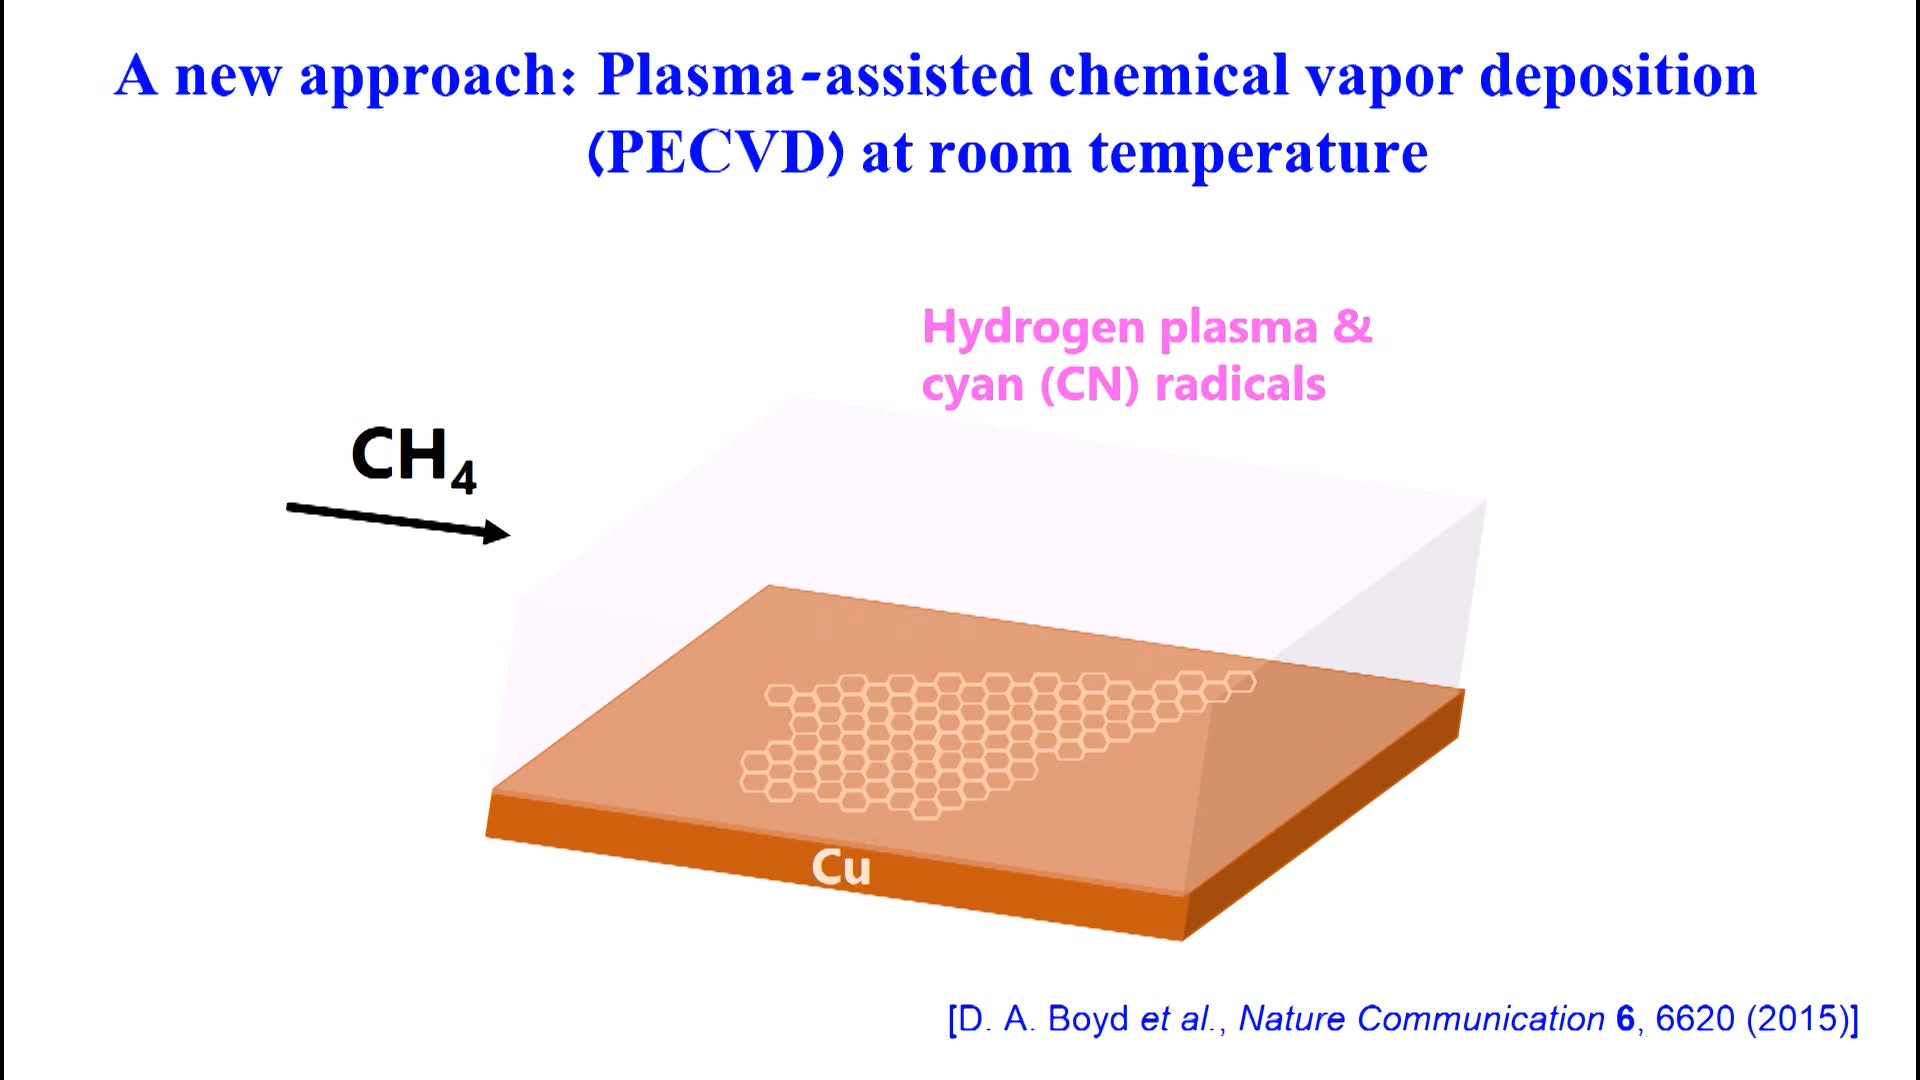 A new approach: Plasma-assisted chemical vapor deposition
(PECVD) at room temperature
Hydrogen plasma &
cyan (CN) radicals
CH₄
Cu
[D. A. Boyd et al., Nature Communication 6, 6620 (2015)]